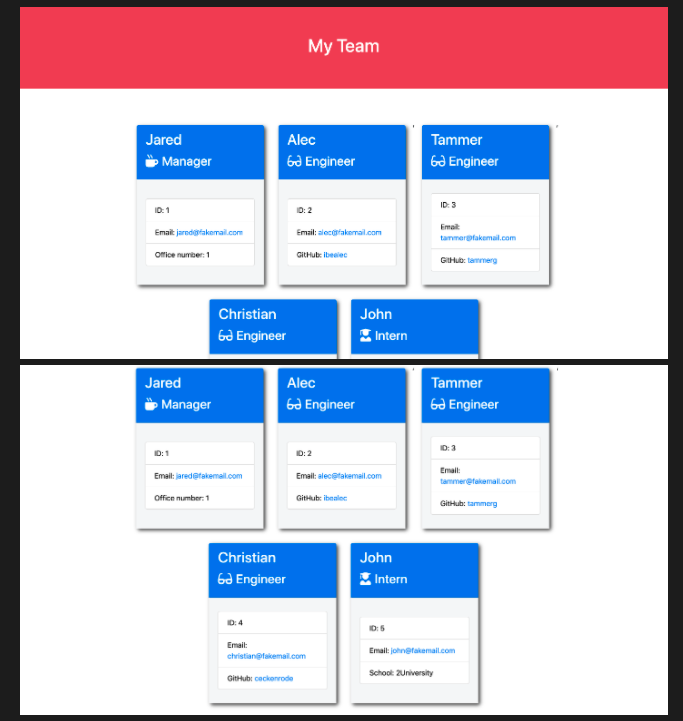 My Team
Jared
Manager
ID: 1
Email: jared@fakemail.com
Office number: 1
Alec
Engineer
ID: 2
Email: alec@fakemail.com
GitHub: ibealec
'
Tammer
Engineer
ID: 3
Email:
tammer@fakemail.com
GitHub: tammerg
'
Christian
Engineer
John
Intern
Jared
Manager
ID: 1
Email: jared@fakemail.com
Office number: 1
Alec
Engineer
ID: 2
Email: alec@fakemail.com
GitHub: ibealec
'
Tammer
Engineer
ID: 3
Email:
tammer@fakemail.com
GitHub: tammerg
'
Christian
Engineer
ID: 4
Email:
christian@fakemail.com
GitHub: ceckenrode
John
Intern
ID: 5
Email: john@fakemail.com
School: 2University